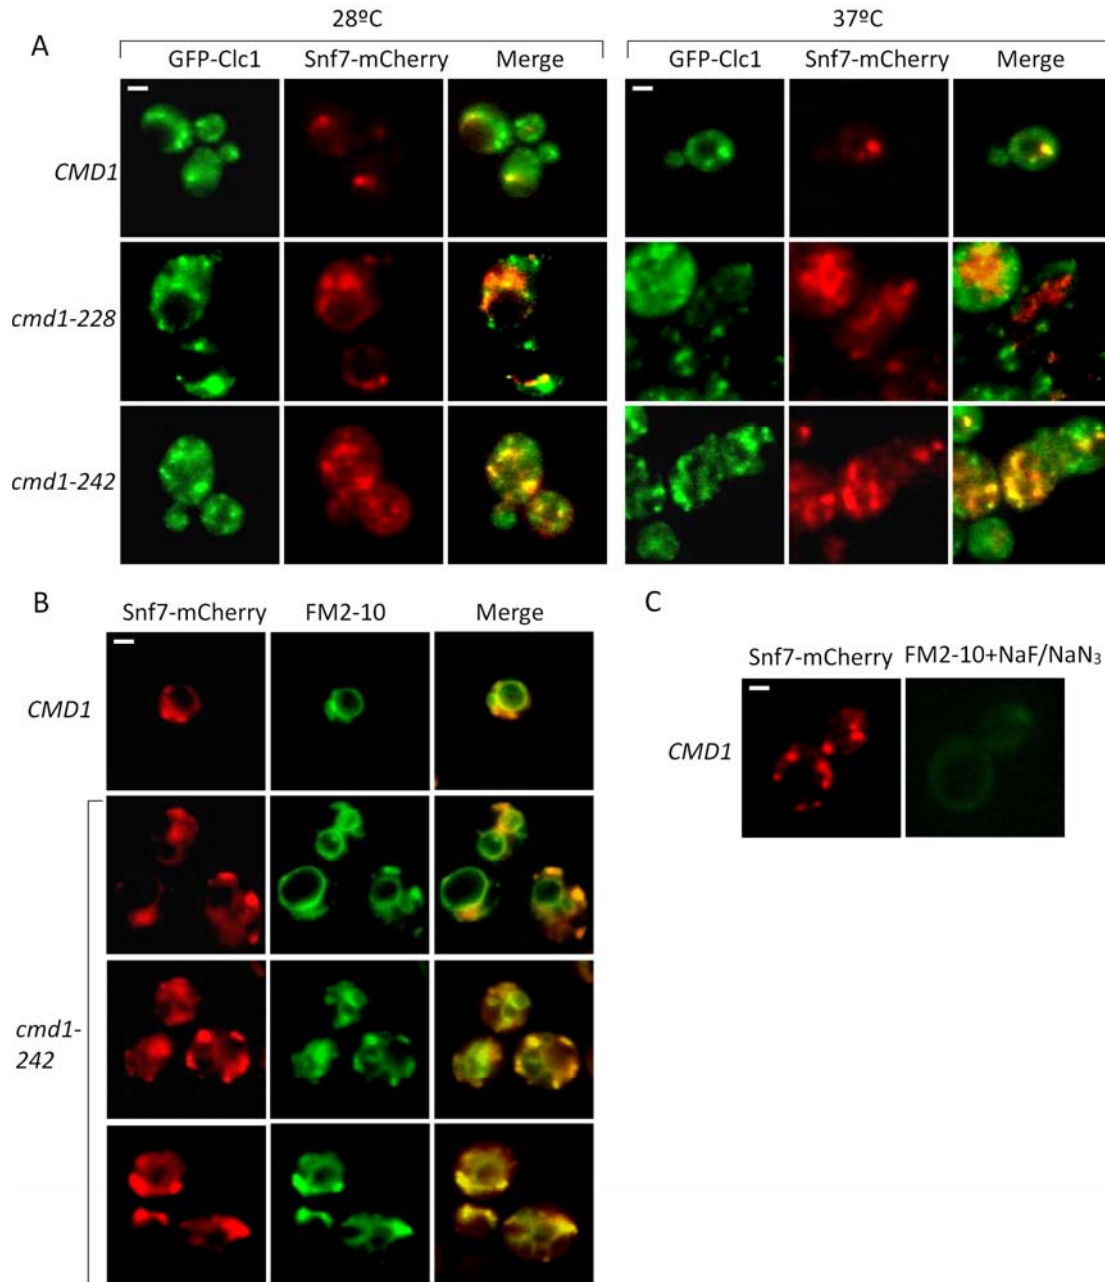 28ºC 37ºC
A
GFP-Clc1 Snf7-mCherry Merge GFP-Clc1 Snf7-mCherry Merge
CMD1
cmd1-228
cmd1-242
B
Snf7-mCherry FM2-10 Merge
CMD1
cmd1-
242
C
Snf7-mCherry FM2-10+NaF/NaN₃
CMD1